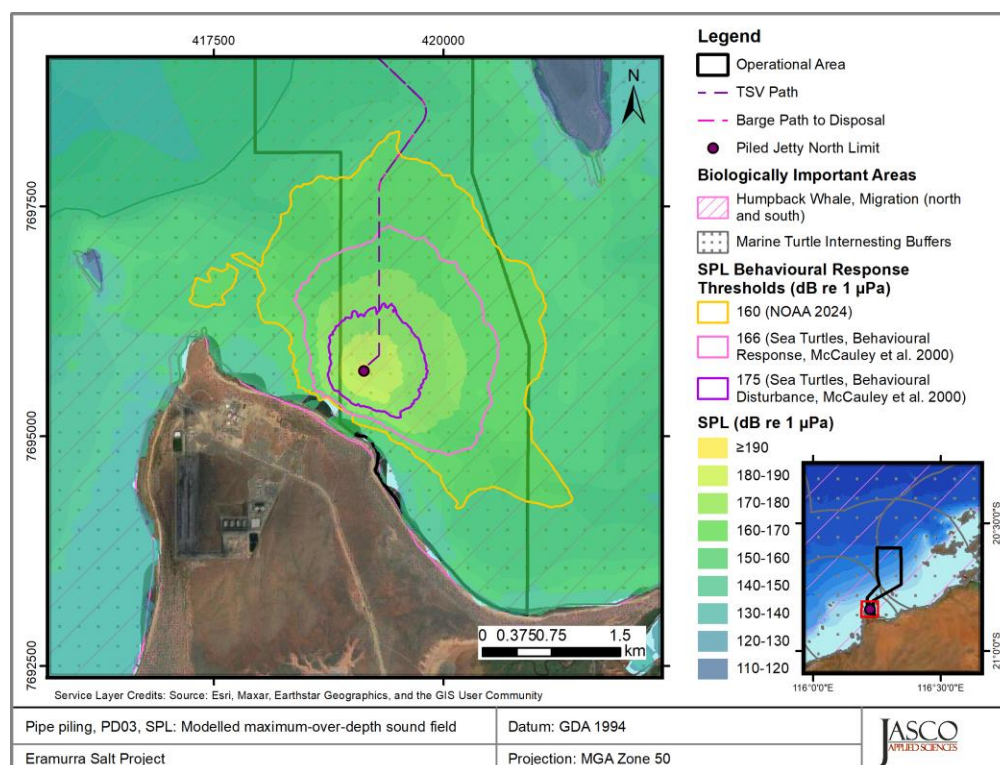 417500
420000
7697500
7695000
7692500
N
0 0.375 0.75 1.5
km
Service Layer Credits: Source: Esri, Maxar, Earthstar Geographics, and the GIS User Community
Legend
Operational Area
TSV Path
Barge Path to Disposal
Piled Jetty North Limit
Biologically Important Areas
Humpback Whale, Migration (north
and south)
Marine Turtle Internesting Buffers
SPL Behavioural Response
Thresholds (dB re 1 µPa)
160 (NOAA 2024)
166 (Sea Turtles, Behavioural
Response, McCauley et al. 2000)
175 (Sea Turtles, Behavioural
Disturbance, McCauley et al. 2000)
SPL (dB re 1 µPa)
≥190
180-190
170-180
160-170
150-160
140-150
130-140
120-130
110-120
20°30'0"S
21°0'0"S
116°0'0"E
116°30'0"E
Pipe piling, PD03, SPL: Modelled maximum-over-depth sound field
Datum: GDA 1994
Eramurra Salt Project
Projection: MGA Zone 50
JASCO
APPLIED SCIENCES